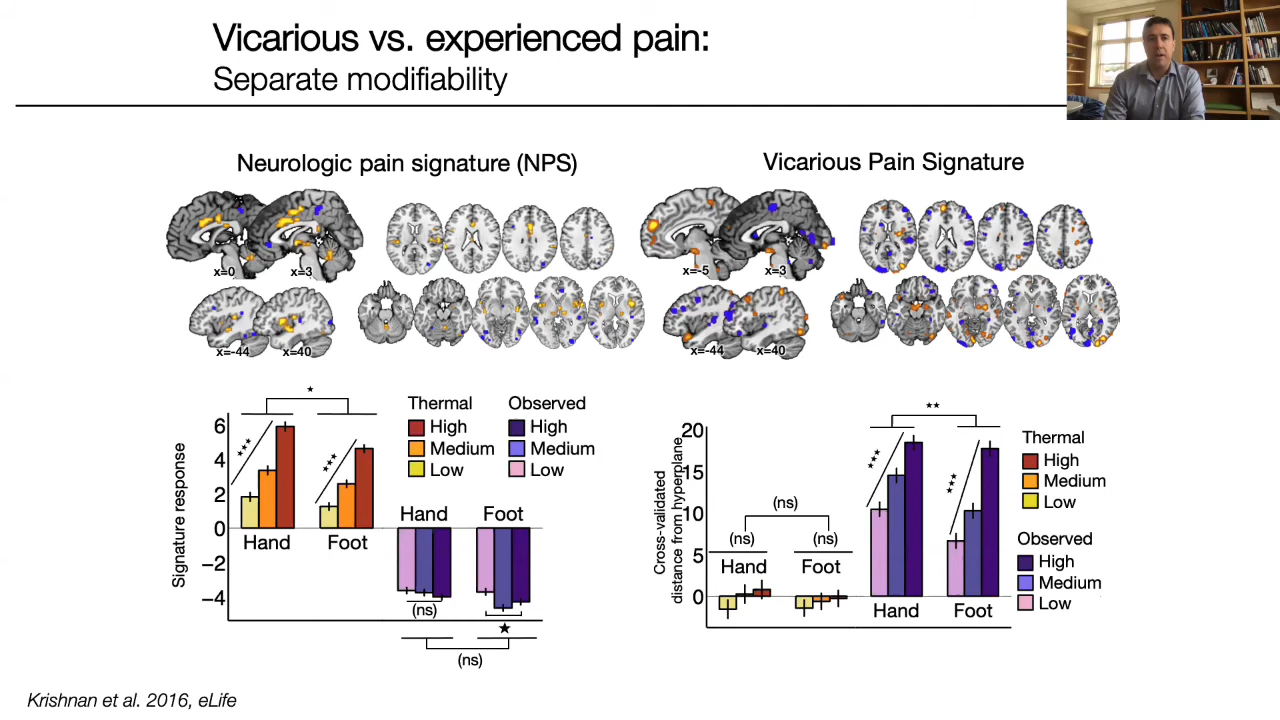 Vicarious vs. experienced pain:
Separate modifiability
Neurologic pain signature (NPS)
x=0
x=3
x=-44
x=40
Vicarious Pain Signature
x=-5
x=3
x=-44
x=40
Signature response
6
4
2
0
−2
−4
★
★★★
★★★
Thermal
High
Medium
Low
Observed
High
Medium
Low
Hand
Foot
Hand
Foot
(ns)
★
(ns)
Cross-validated
distance from hyperplane
20
15
10
5
0
★★
★★★
★★★
(ns)
(ns)
(ns)
Hand
Foot
Hand
Foot
Thermal
High
Medium
Low
Observed
High
Medium
Low
Krishnan et al. 2016, eLife